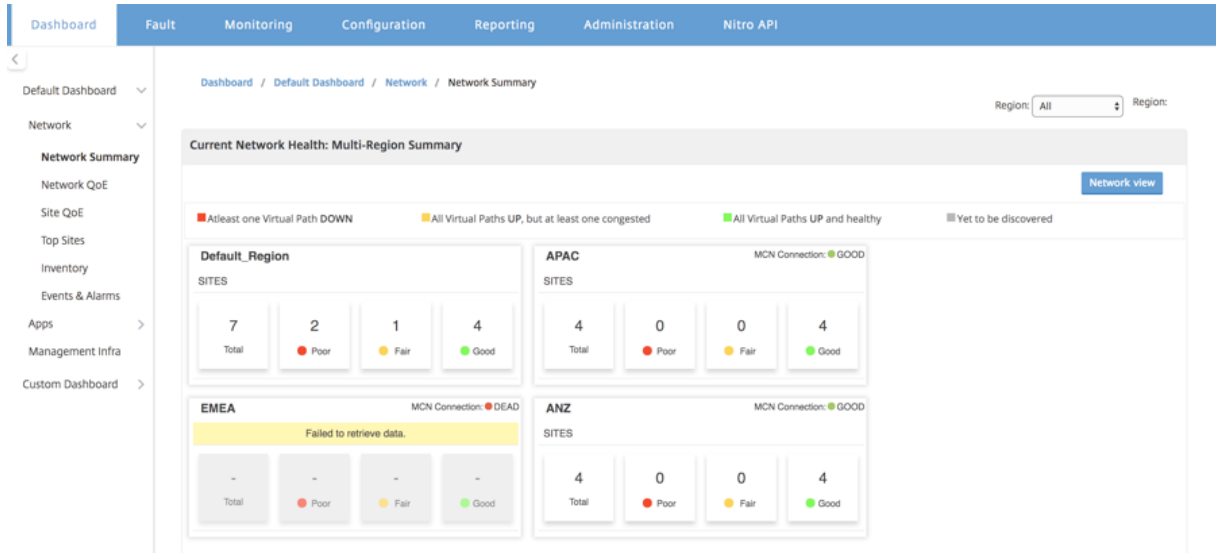 Dashboard Fault Monitoring Configuration Reporting Administration Nitro API
Default Dashboard
Network
Network Summary
Network QoE
Site QoE
Top Sites
Inventory
Events & Alarms
Apps
Management Infra
Custom Dashboard
Dashboard / Default Dashboard / Network / Network Summary
Region: All Region:
Current Network Health: Multi-Region Summary
Network view
Atleast one Virtual Path DOWN All Virtual Paths UP, but at least one congested All Virtual Paths UP and healthy Yet to be discovered
Default_Region
SITES
7 2 1 4
Total Poor Fair Good
APAC MCN Connection: GOOD
SITES
4 0 0 4
Total Poor Fair Good
EMEA MCN Connection: DEAD
Failed to retrieve data.
- - - -
Total Poor Fair Good
ANZ MCN Connection: GOOD
SITES
4 0 0 4
Total Poor Fair Good